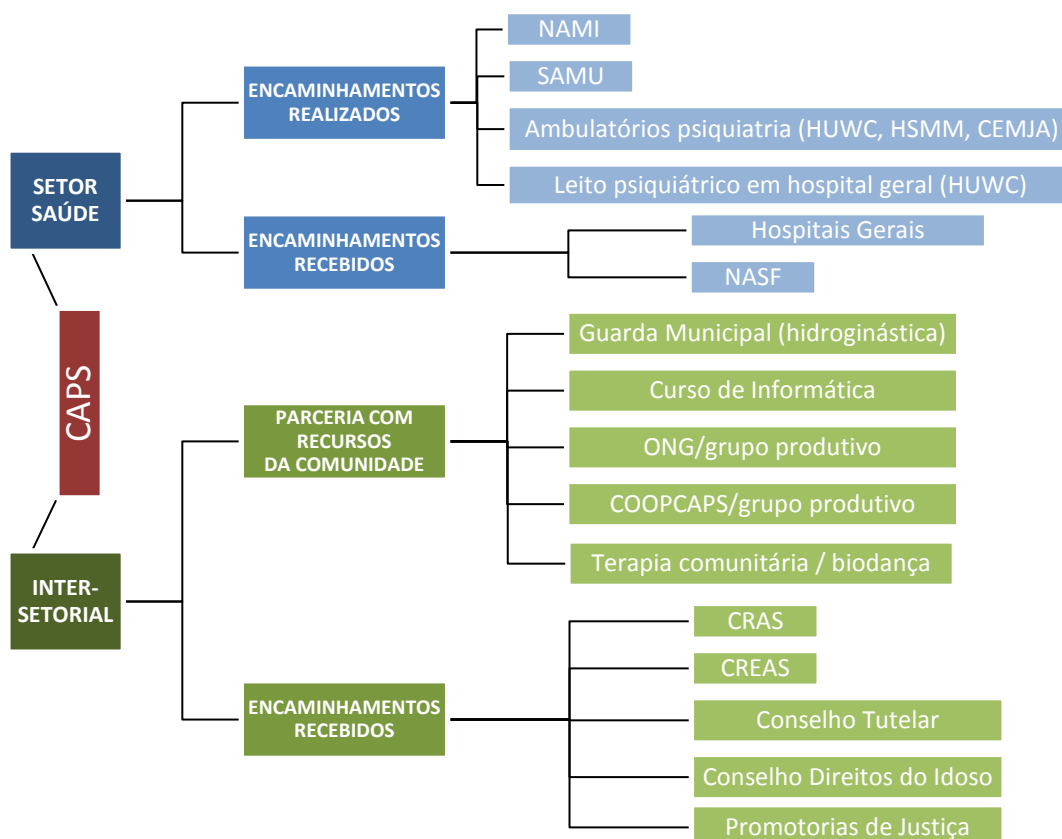 NAMI
SAMU
ENCAMINHAMENTOS
REALIZADOS
Ambulatórios psiquiatria (HUWC, HSMM, CEMJA)
Leito psiquiátrico em hospital geral (HUWC)
SETOR
SAÚDE
ENCAMINHAMENTOS
RECEBIDOS
Hospitais Gerais
NASF
CAPS
PARCERIA COM
RECURSOS
DA COMUNIDADE
Guarda Municipal (hidroginástica)
Curso de Informática
ONG/grupo produtivo
COOPCAPS/grupo produtivo
Terapia comunitária / biodança
INTER-
SETORIAL
ENCAMINHAMENTOS
RECEBIDOS
CRAS
CREAS
Conselho Tutelar
Conselho Direitos do Idoso
Promotorias de Justiça